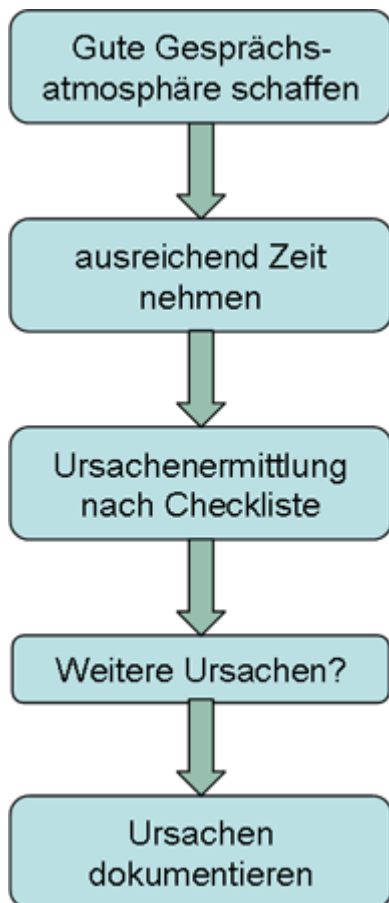 Gute Gesprächs-
atmosphäre schaffen
ausreichend Zeit
nehmen
Ursachenermittlung
nach Checkliste
Weitere Ursachen?
Ursachen
dokumentieren